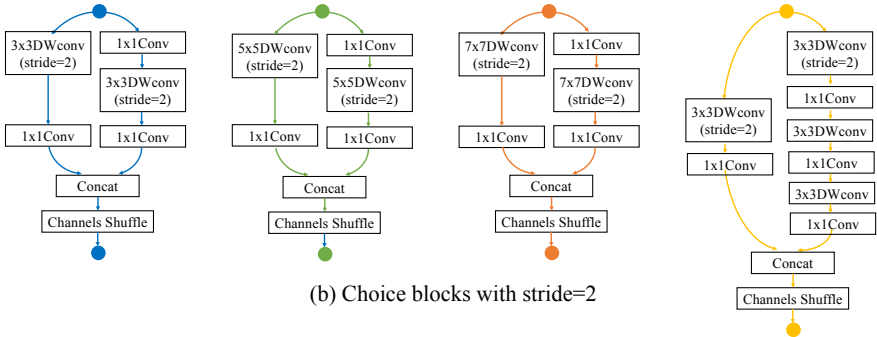 3x3DWconv
(stride=2)
1x1Conv
3x3DWconv
(stride=2)
1x1Conv
1x1Conv
Concat
Channels Shuffle
5x5DWconv
(stride=2)
1x1Conv
5x5DWconv
(stride=2)
1x1Conv
1x1Conv
Concat
Channels Shuffle
7x7DWconv
(stride=2)
1x1Conv
7x7DWconv
(stride=2)
1x1Conv
1x1Conv
Concat
Channels Shuffle
3x3DWconv
(stride=2)
1x1Conv
3x3DWconv
(stride=2)
1x1Conv
3x3DWconv
1x1Conv
3x3DWconv
1x1Conv
Concat
Channels Shuffle
(b) Choice blocks with stride=2